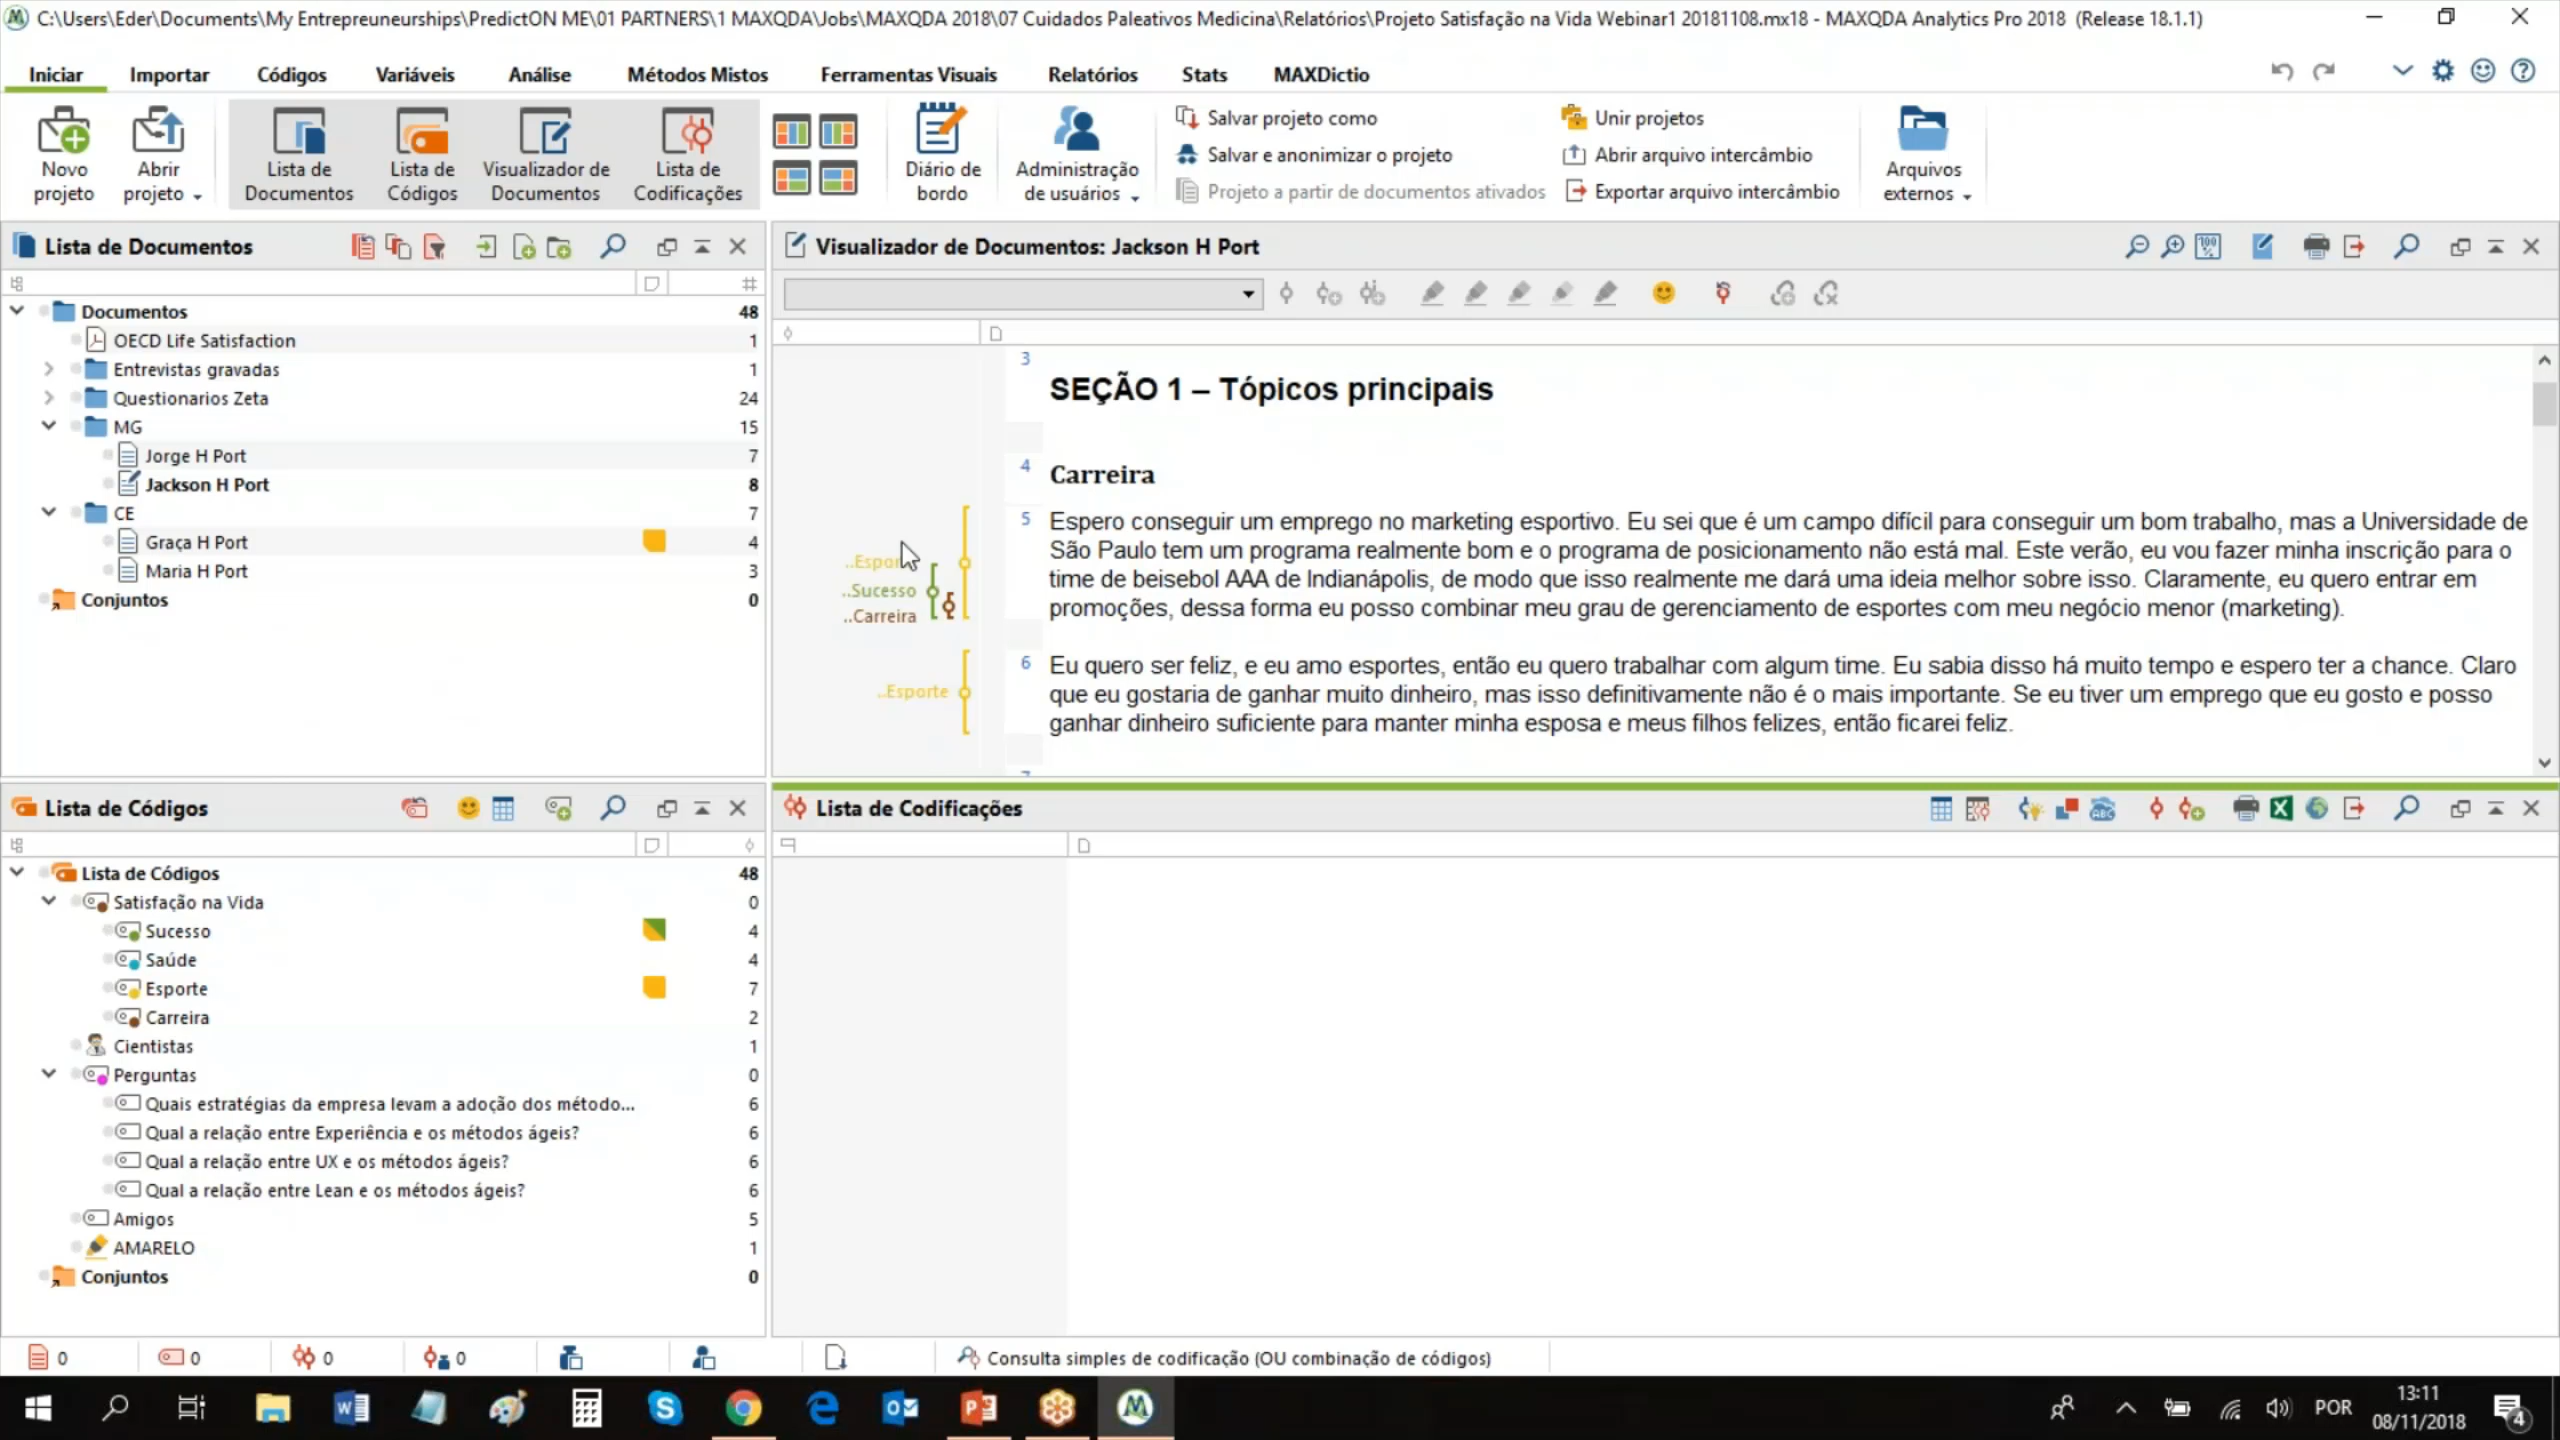 C:\Users\Eder\Documents\My Entrepreuneurships\PredictON ME\01 PARTNERS\1 MAXQDA\Jobs\MAXQDA 2018\07 Cuidados Paleativos Medicina\Relatórios\Projeto Satisfação na Vida Webinar1 20181108.mx18 - MAXQDA Analytics Pro 2018 (Release 18.1.1)
Iniciar Importar Códigos Variáveis Análise Métodos Mistos Ferramentas Visuais Relatórios Stats MAXDictio
Novo projeto
Abrir projeto
Lista de Documentos
Lista de Códigos
Visualizador de Documentos
Lista de Codificações
Diário de bordo
Administração de usuários
Salvar projeto como
Salvar e anonimizar o projeto
Projeto a partir de documentos ativados
Unir projetos
Abrir arquivo intercâmbio
Exportar arquivo intercâmbio
Arquivos externos
Lista de Documentos
Documentos 48
OECD Life Satisfaction 1
Entrevistas gravadas 1
Questionarios Zeta 24
MG 15
Jorge H Port 7
Jackson H Port 8
CE 7
Graça H Port 4
Maria H Port 3
Conjuntos 0
Visualizador de Documentos: Jackson H Port
3
SEÇÃO 1 – Tópicos principais
4 Carreira
..Sucesso
..Carreira
5 Espero conseguir um emprego no marketing esportivo. Eu sei que é um campo difícil para conseguir um bom trabalho, mas a Universidade de
São Paulo tem um programa realmente bom e o programa de posicionamento não está mal. Este verão, eu vou fazer minha inscrição para o
time de beisebol AAA de Indianápolis, de modo que isso realmente me dará uma ideia melhor sobre isso. Claramente, eu quero entrar em
promoções, dessa forma eu posso combinar meu grau de gerenciamento de esportes com meu negócio menor (marketing).
..Esporte
6 Eu quero ser feliz, e eu amo esportes, então eu quero trabalhar com algum time. Eu sabia disso há muito tempo e espero ter a chance. Claro
que eu gostaria de ganhar muito dinheiro, mas isso definitivamente não é o mais importante. Se eu tiver um emprego que eu gosto e posso
ganhar dinheiro suficiente para manter minha esposa e meus filhos felizes, então ficarei feliz.
Lista de Códigos
Lista de Códigos 48
Satisfação na Vida 0
Sucesso 4
Saúde 4
Esporte 7
Carreira 2
Cientistas 1
Perguntas 0
Quais estratégias da empresa levam a adoção dos método... 6
Qual a relação entre Experiência e os métodos ágeis? 6
Qual a relação entre UX e os métodos ágeis? 6
Qual a relação entre Lean e os métodos ágeis? 6
Amigos 5
AMARELO 1
Conjuntos 0
Lista de Codificações
0 0 0 0
Consulta simples de codificação (OU combinação de códigos)
POR
13:11
08/11/2018
4